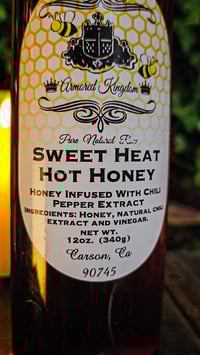 Armored Kingdom
Pure Natural
Sweet Heat
Hot Honey
Honey Infused With Chili
Pepper Extract
Ingredients: Honey, natural chili
extract and vinegar.
Net wt.
12oz. (340g)
Carson, Ca
90745